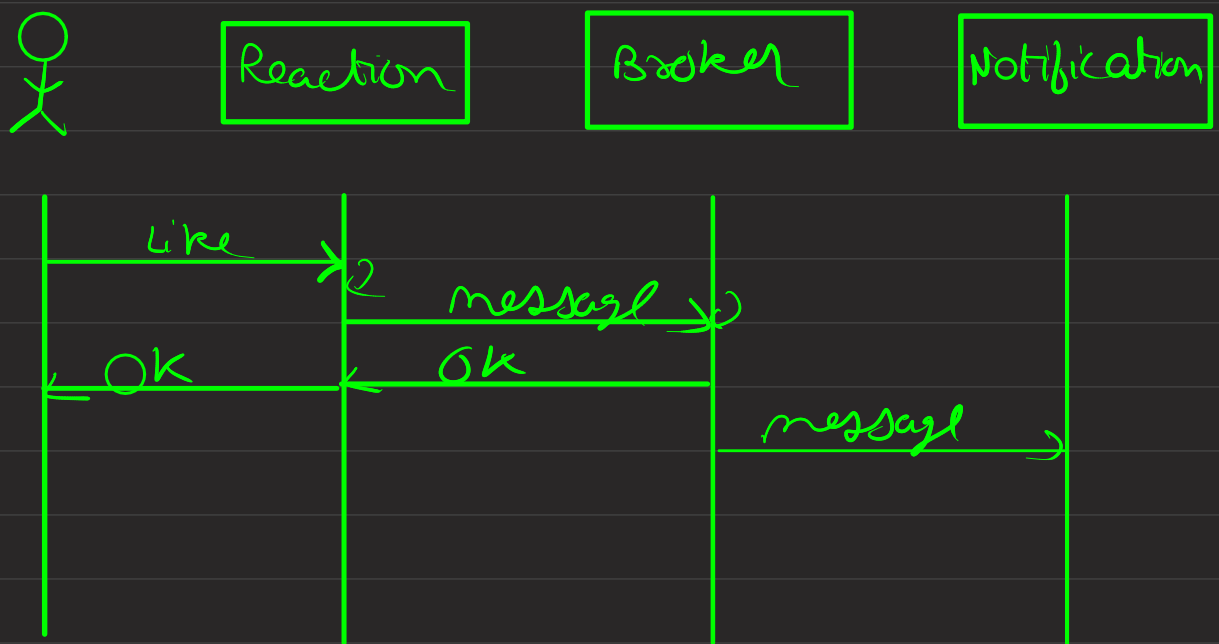 Reaction
Broker
Notification
Like
message
OK
OK
message